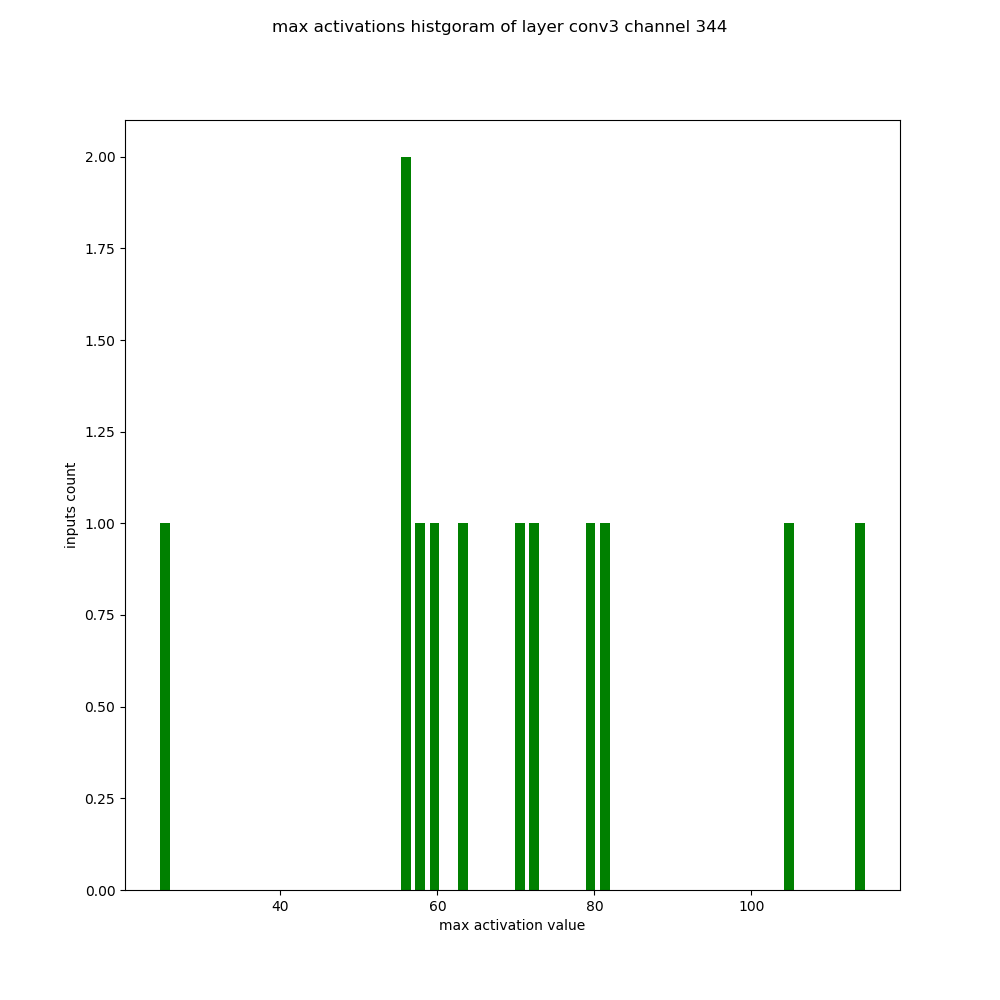 max activations histgoram of layer conv3 channel 344
2.00
1.75
1.50
1.25
1.00
0.75
0.50
0.25
0.00
inputs count
40 60 80 100
max activation value